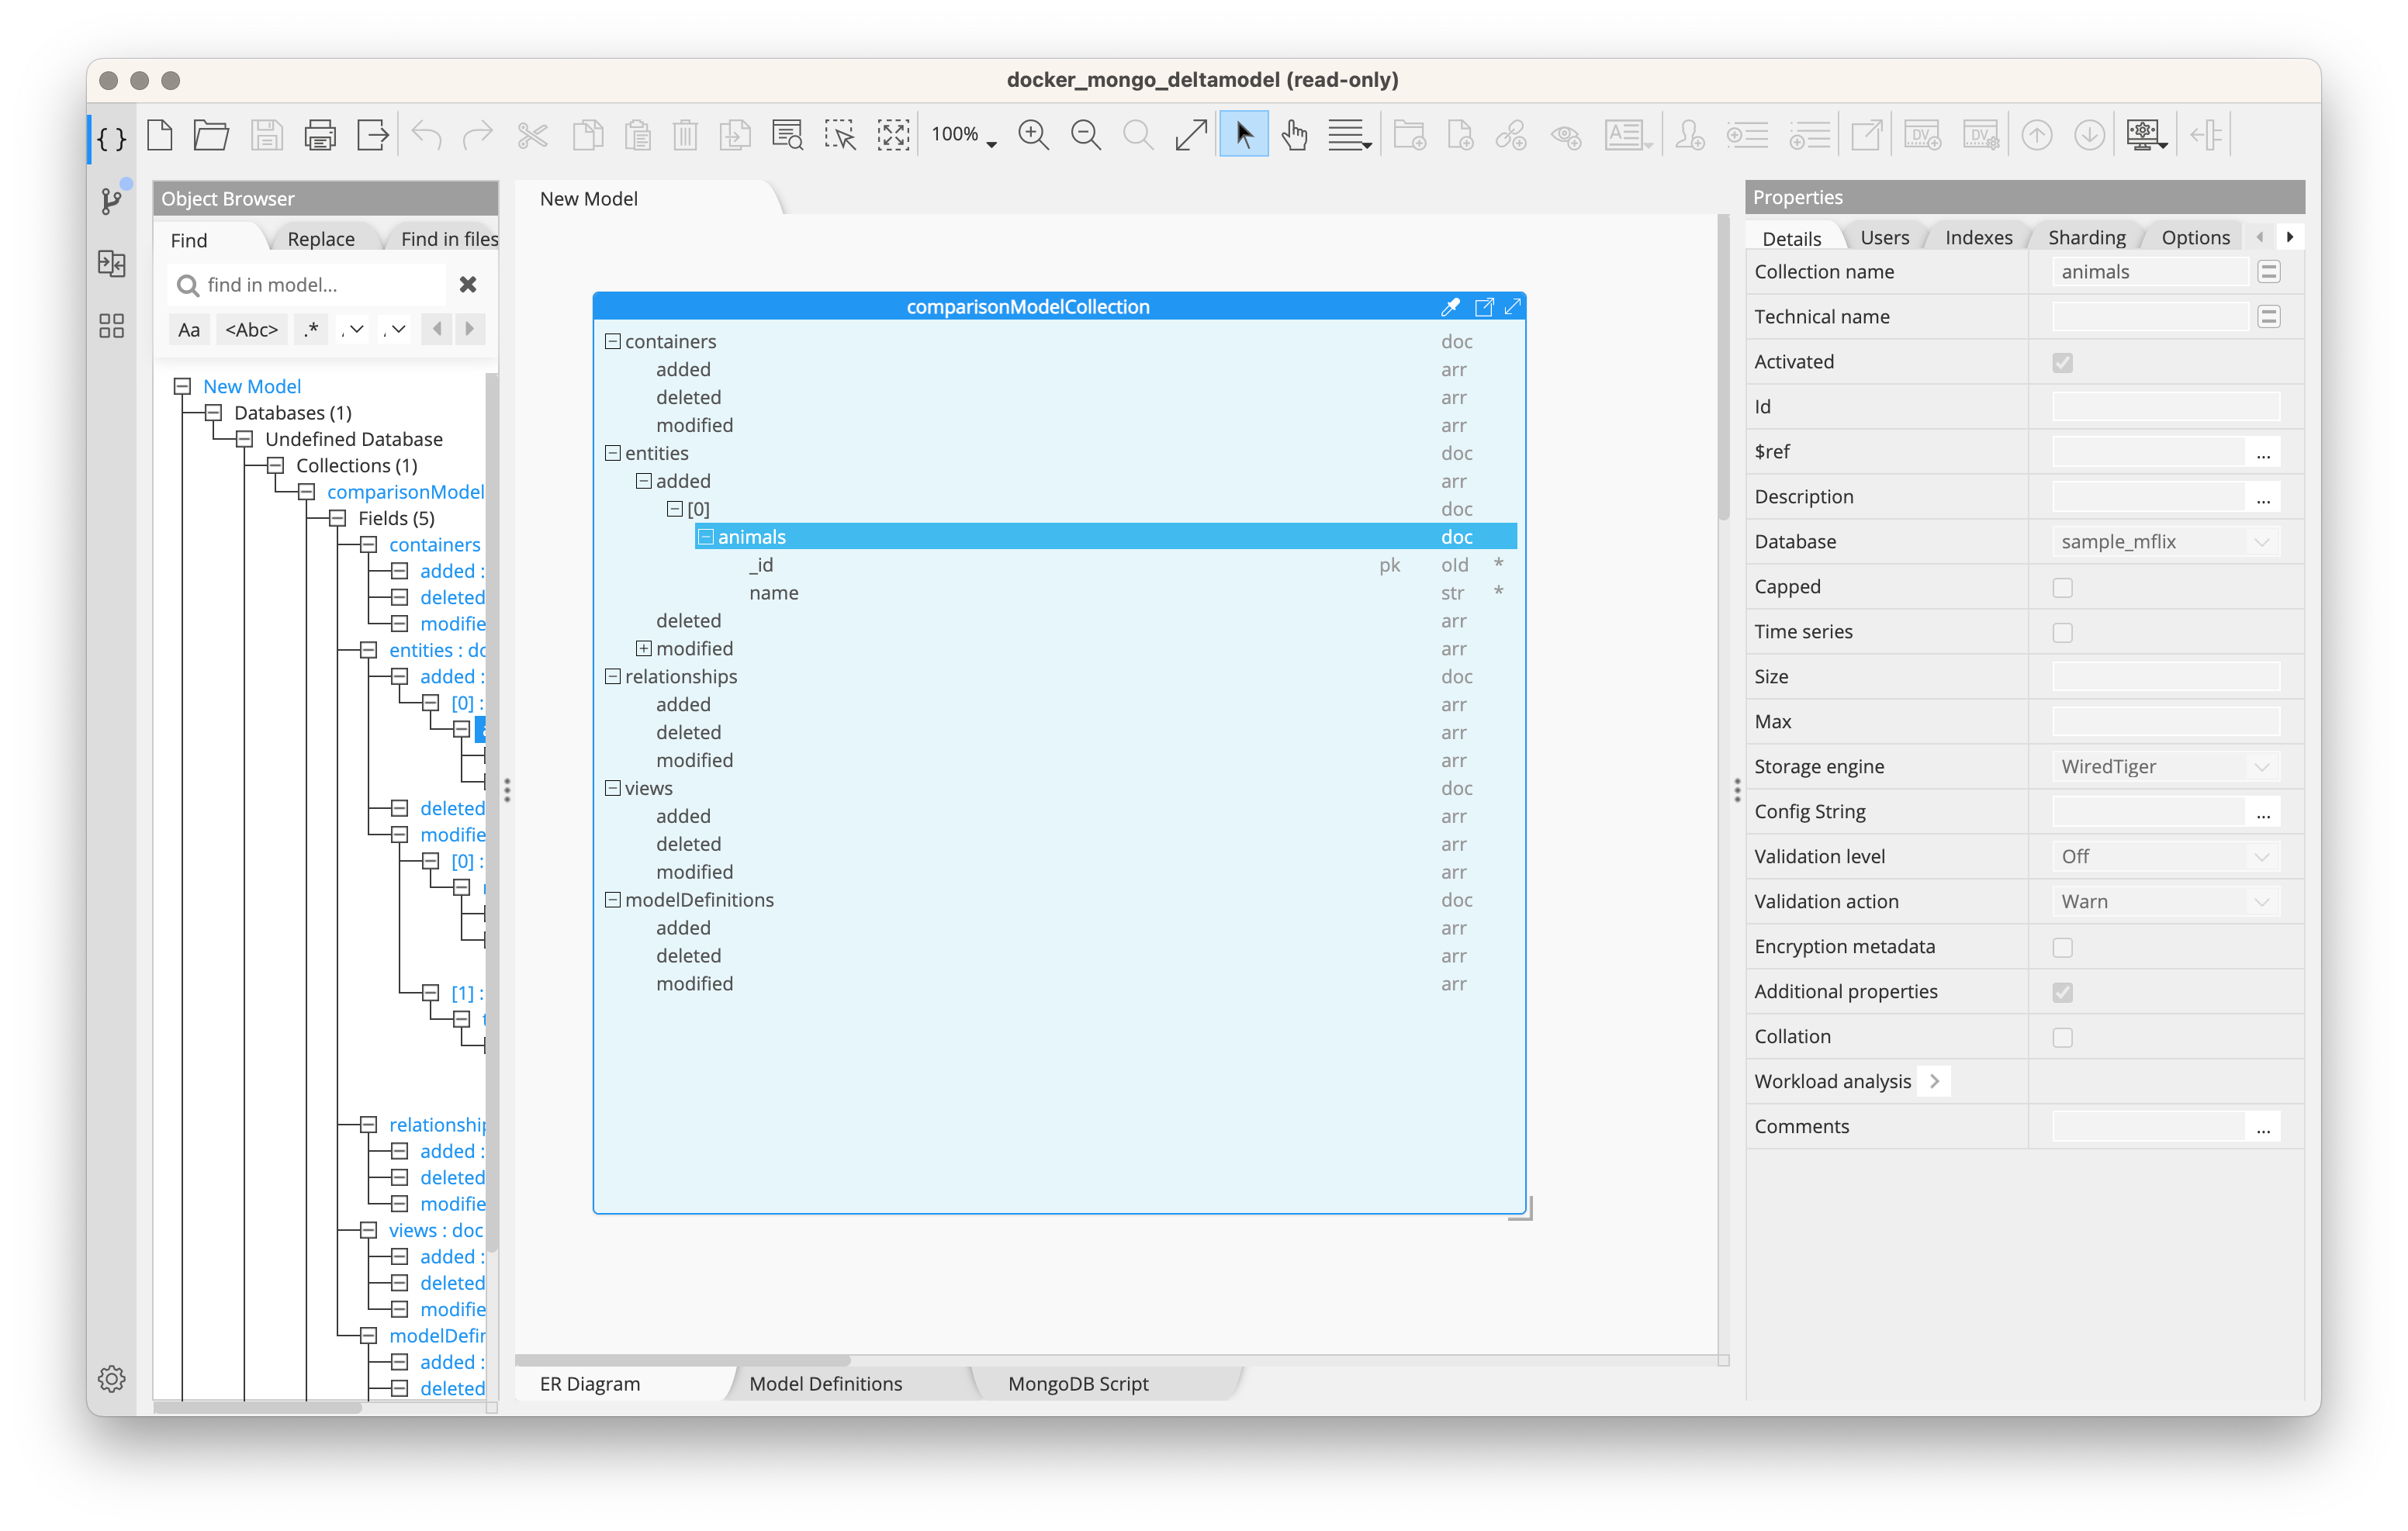 docker_mongo_deltamodel (read-only)
{ }
100%
DV
DV
Object Browser
Find
Replace
Find in files
find in model...
Aa
<Abc>
.*
New Model
Databases (1)
Undefined Database
Collections (1)
comparisonModel
Fields (5)
containers
added :
deleted
modifie
entities : do
added :
[0] :
deleted
modifie
[0] :
[1] :
relationship
added :
deleted
modifie
views : doc
added :
deleted
modifie
modelDefin
added :
deleted
New Model
comparisonModelCollection
containers doc
added arr
deleted arr
modified arr
entities doc
added arr
[0] doc
animals doc
_id pk oId *
name str *
deleted arr
modified arr
relationships doc
added arr
deleted arr
modified arr
views doc
added arr
deleted arr
modified arr
modelDefinitions doc
added arr
deleted arr
modified arr
ER Diagram
Model Definitions
MongoDB Script
Properties
Details
Users
Indexes
Sharding
Options
Collection name animals
Technical name
Activated
Id
$ref ...
Description ...
Database sample_mflix
Capped
Time series
Size
Max
Storage engine WiredTiger
Config String ...
Validation level Off
Validation action Warn
Encryption metadata
Additional properties
Collation
Workload analysis
Comments ...